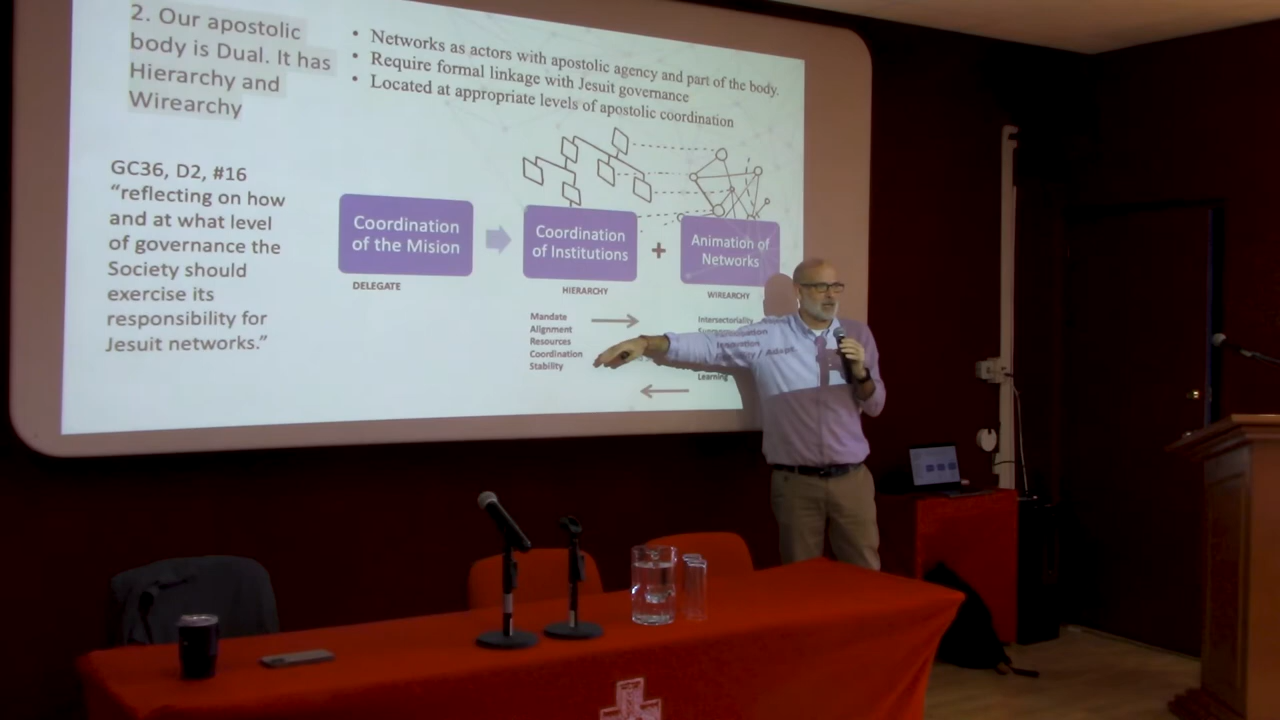 2. Our apostolic
body is Dual. It has
Hierarchy and
Wirearchy
• Networks as actors with apostolic agency and part of the body.
• Require formal linkage with Jesuit governance
• Located at appropriate levels of apostolic coordination
GC36, D2, #16
“reflecting on how
and at what level
of governance the
Society should
exercise its
responsibility for
Jesuit networks.”
Coordination
of the Mision
DELEGATE
Coordination
of Institutions
HIERARCHY
+
Animation of
Networks
WIREARCHY
Mandate
Alignment
Resources
Coordination
Stability
Intersectoriality
Innovation
/ Adapt
Learning